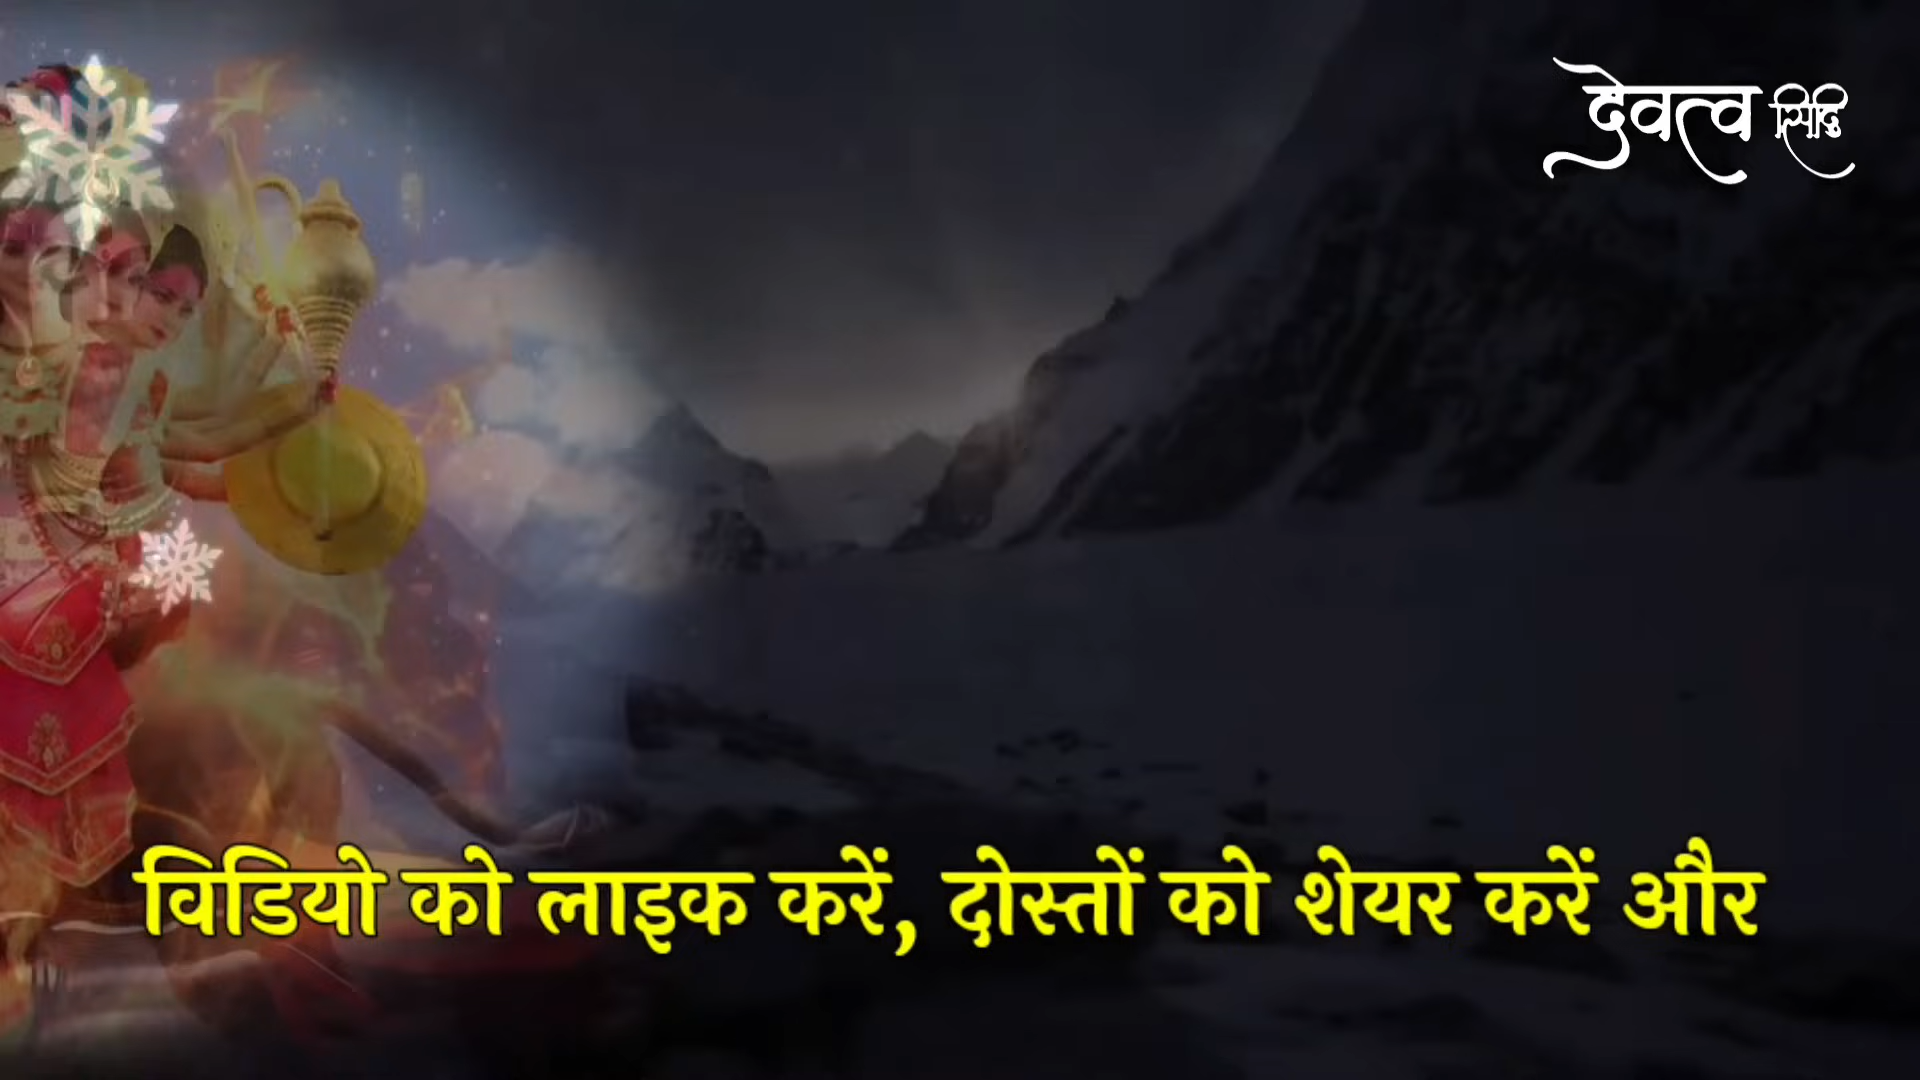 देवत्व सिद्धि
विडियो को लाइक करें, दोस्तों को शेयर करें और